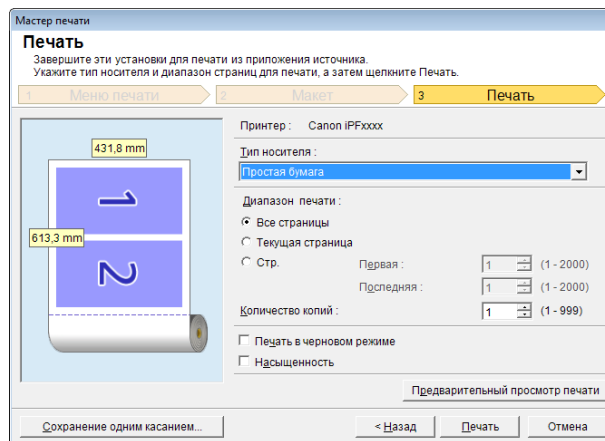 Мастер печати
Печать
Завершите эти установки для печати из приложения источника.
Укажите тип носителя и диапазон страниц для печати, а затем щелкните Печать.
1 Меню печати 2 Макет 3 Печать
Принтер : Canon iPFxxxx
431,8 mm
Тип носителя :
Простая бумага
Диапазон печати :
1
Все страницы
613,3 mm
Текущая страница
2
Стр. Первая : 1 (1 - 2000)
Последняя : 1 (1 - 2000)
Количество копий : 1 (1 - 999)
Печать в черновом режиме
Насыщенность
Предварительный просмотр печати
Сохранение одним касанием... < Назад Печать Отмена